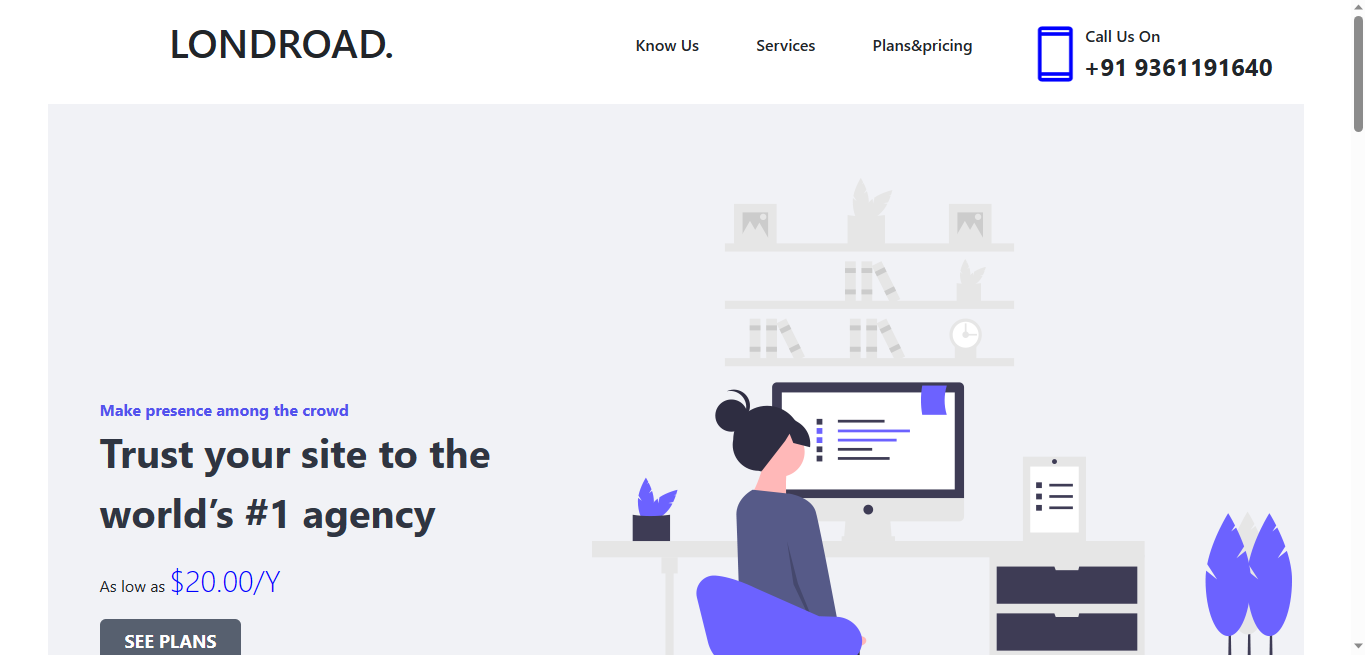 LONDROAD.
Know Us
Services
Plans&pricing
Call Us On
+91 9361191640
Make presence among the crowd
Trust your site to the
world’s #1 agency
As low as $20.00/Y
SEE PLANS